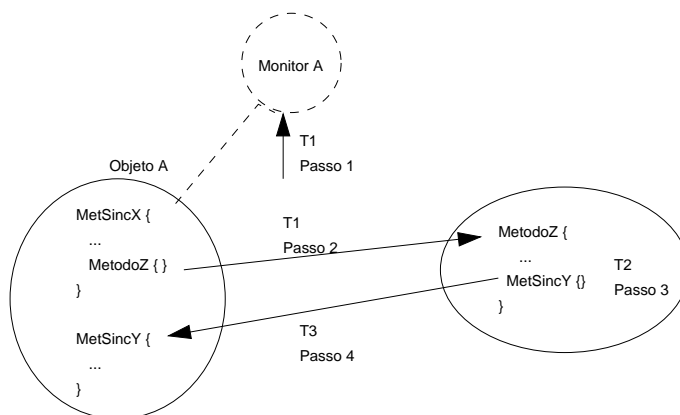 Monitor A
T1
Passo 1
Objeto A
MetSincX {
...
MetodoZ { }
}
MetSincY {
...
}
T1
Passo 2
MetodoZ {
...
MetSincY {}
}
T2
Passo 3
T3
Passo 4